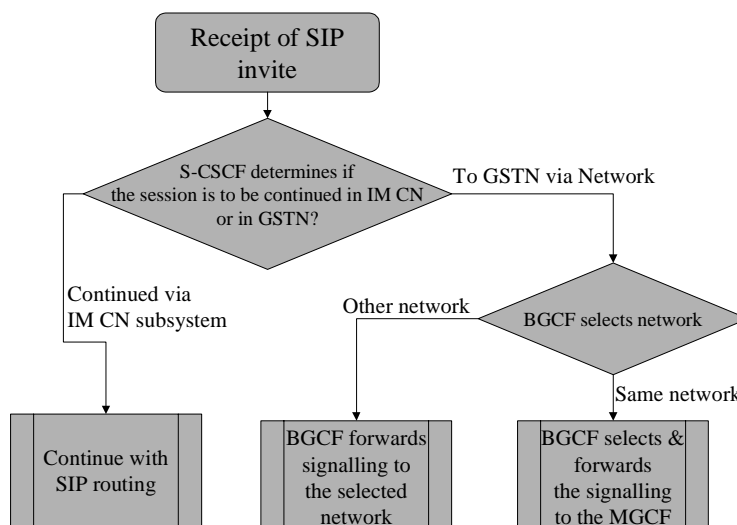 Receipt of SIP
invite
S-CSCF determines if
the session is to be continued in IM CN
or in GSTN?
To GSTN via Network
Continued via
IM CN subsystem
Other network
BGCF selects network
Same network
Continue with
SIP routing
BGCF forwards
signalling to
the selected
network
BGCF selects &
forwards
the signalling
to the MGCF